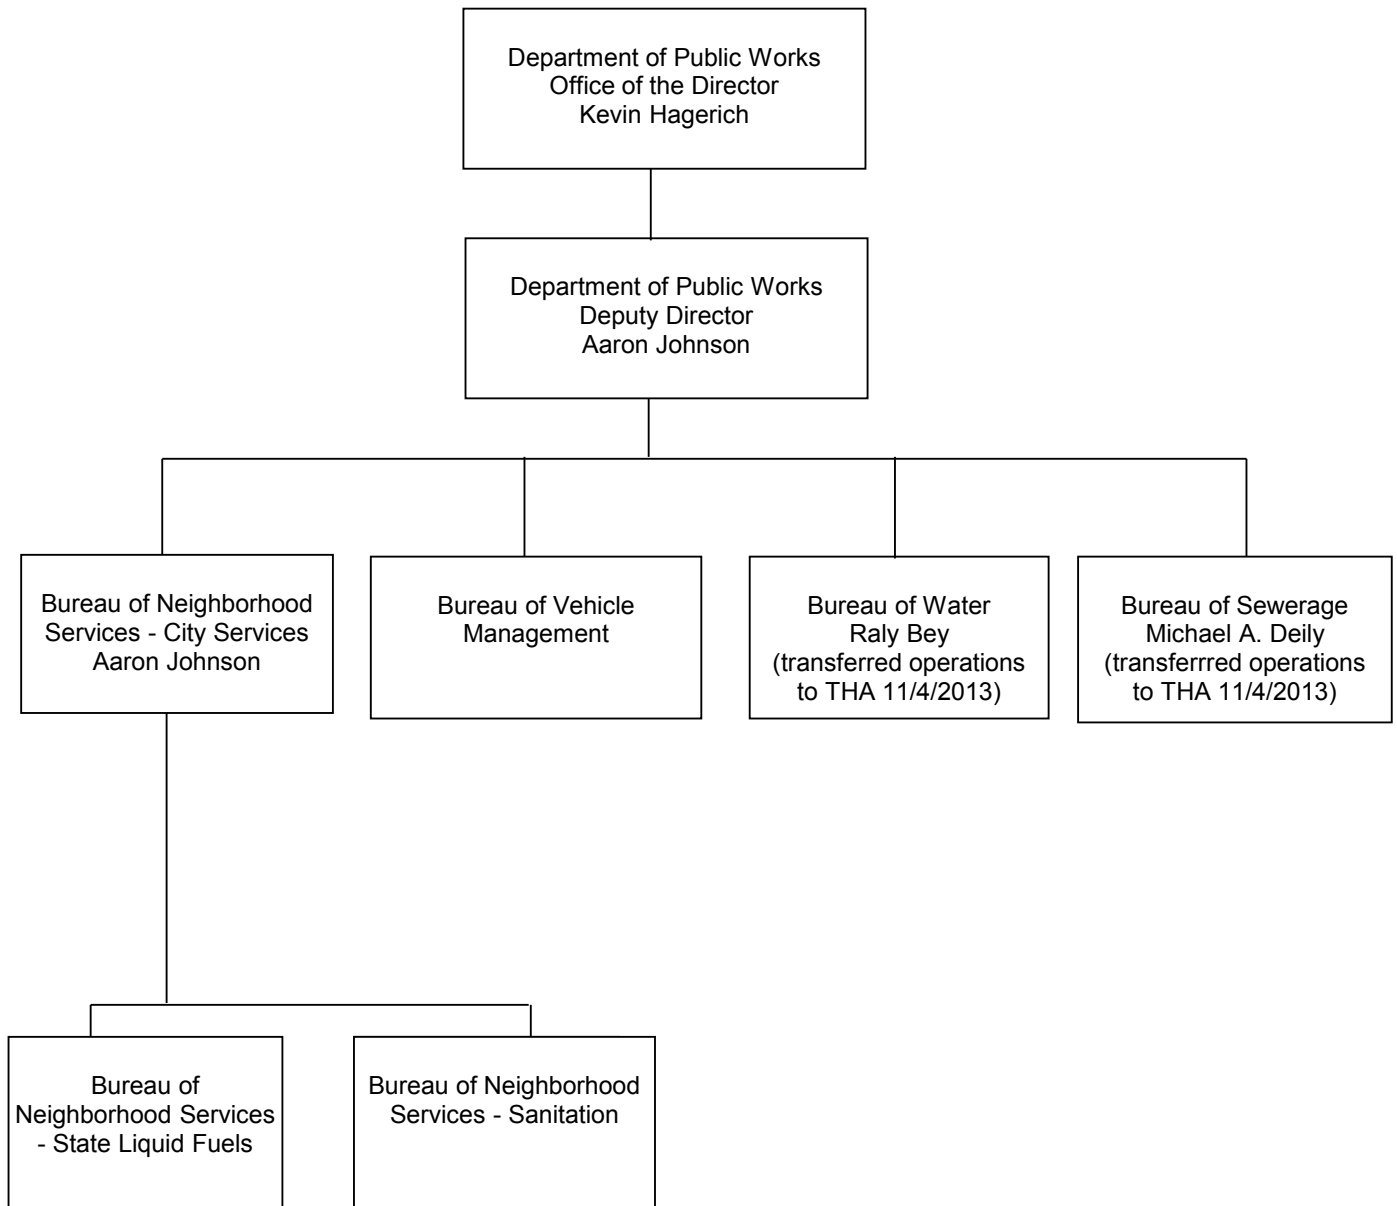 Department of Public Works
Office of the Director
Kevin Hagerich
Department of Public Works
Deputy Director
Aaron Johnson
Bureau of Neighborhood
Services - City Services
Aaron Johnson
Bureau of Vehicle
Management
Bureau of Water
Raly Bey
(transferred operations
to THA 11/4/2013)
Bureau of Sewerage
Michael A. Deily
(transferrred operations
to THA 11/4/2013)
Bureau of
Neighborhood Services
- State Liquid Fuels
Bureau of Neighborhood
Services - Sanitation